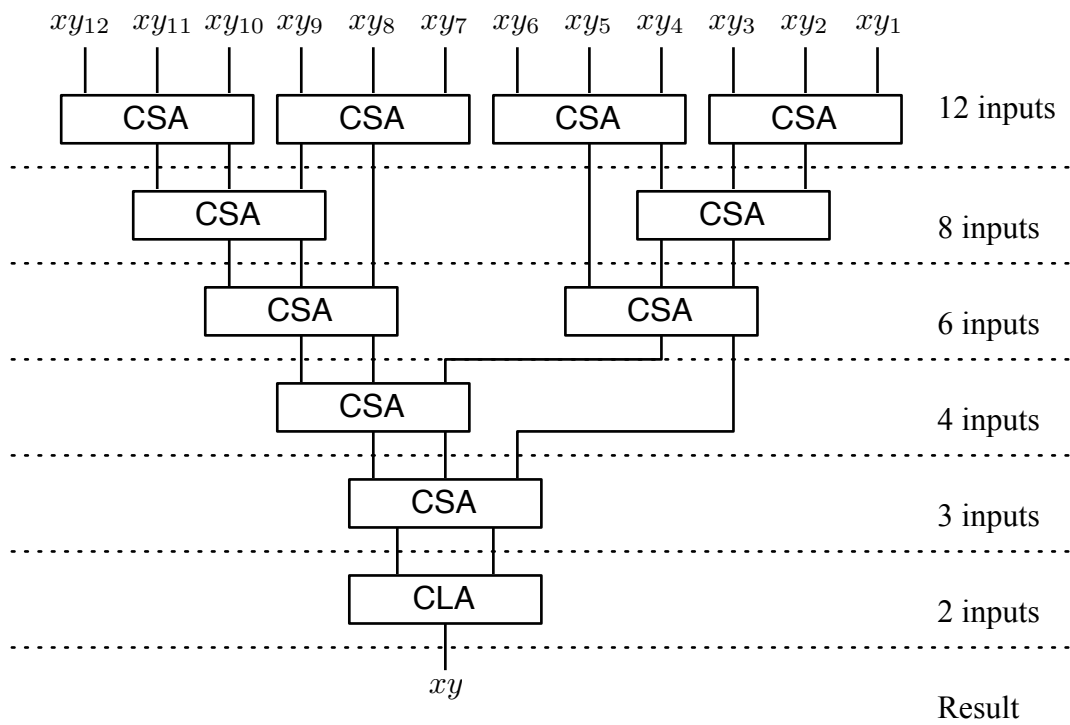 xy₁₂ xy₁₁ xy₁₀ xy₉ xy₈ xy₇ xy₆ xy₅ xy₄ xy₃ xy₂ xy₁
CSA CSA CSA CSA 12 inputs
CSA CSA 8 inputs
CSA CSA 6 inputs
CSA 4 inputs
CSA 3 inputs
CLA 2 inputs
xy
Result